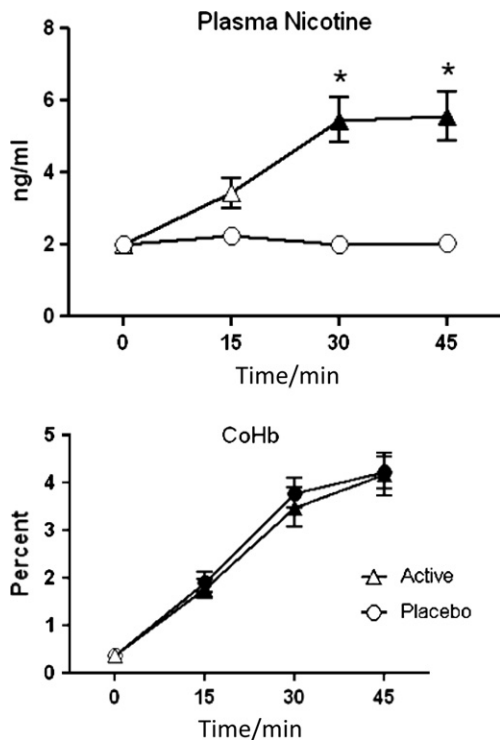 Plasma Nicotine
8
6
4
2
0
ng/ml
* *
0 15 30 45
Time/min
CoHb
5
4
3
2
1
0
Percent
Active
Placebo
0 15 30 45
Time/min